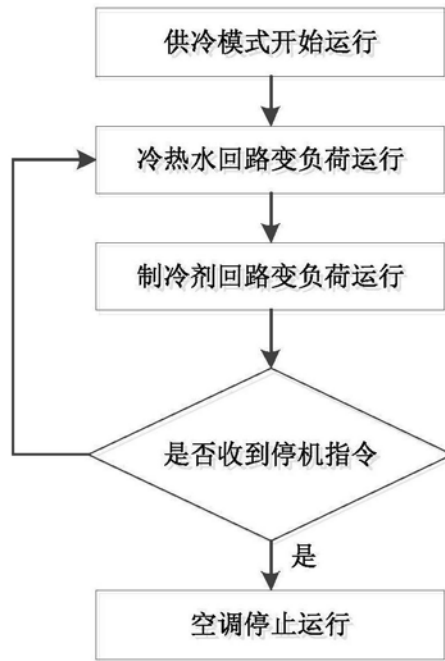 供冷模式开始运行
冷热水回路变负荷运行
制冷剂回路变负荷运行
是否收到停机指令
是
空调停止运行